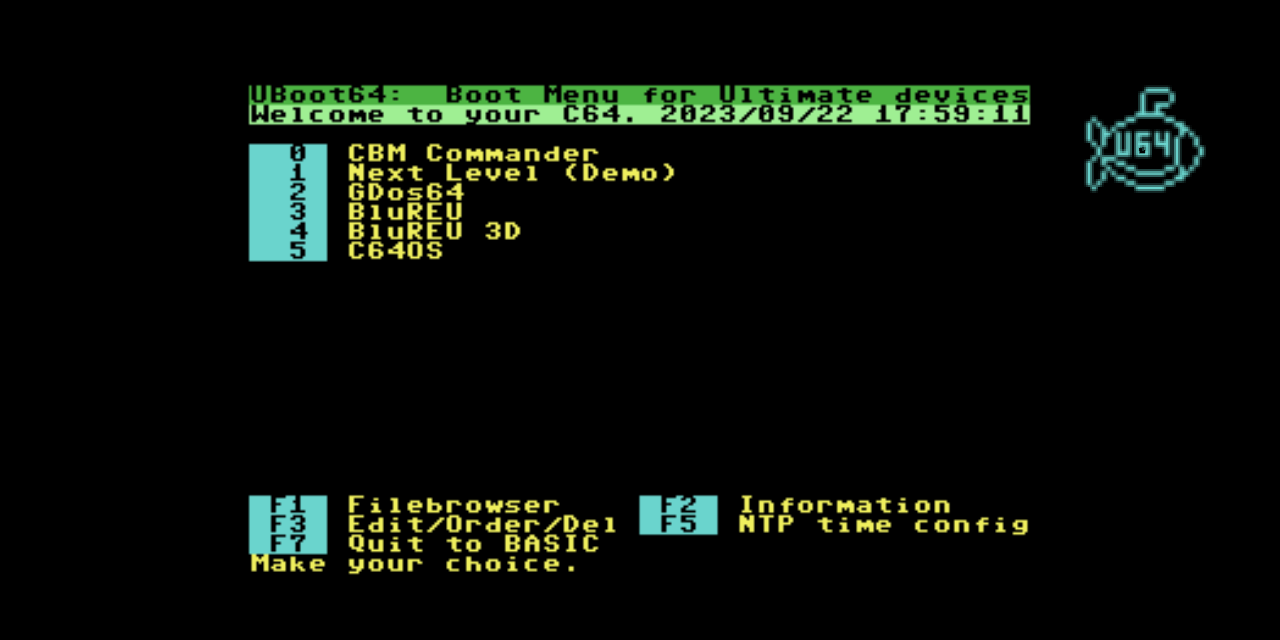 UBoot64:  Boot Menu for Ultimate devices
Welcome to your C64. 2023/09/22 17:59:11
U64
0 CBM Commander
1 Next Level (Demo)
2 GDos64
3 BluREU
4 BluREU 3D
5 C64OS
F1 Filebrowser F2 Information
F3 Edit/Order/Del F5 NTP time config
F7 Quit to BASIC
Make your choice.